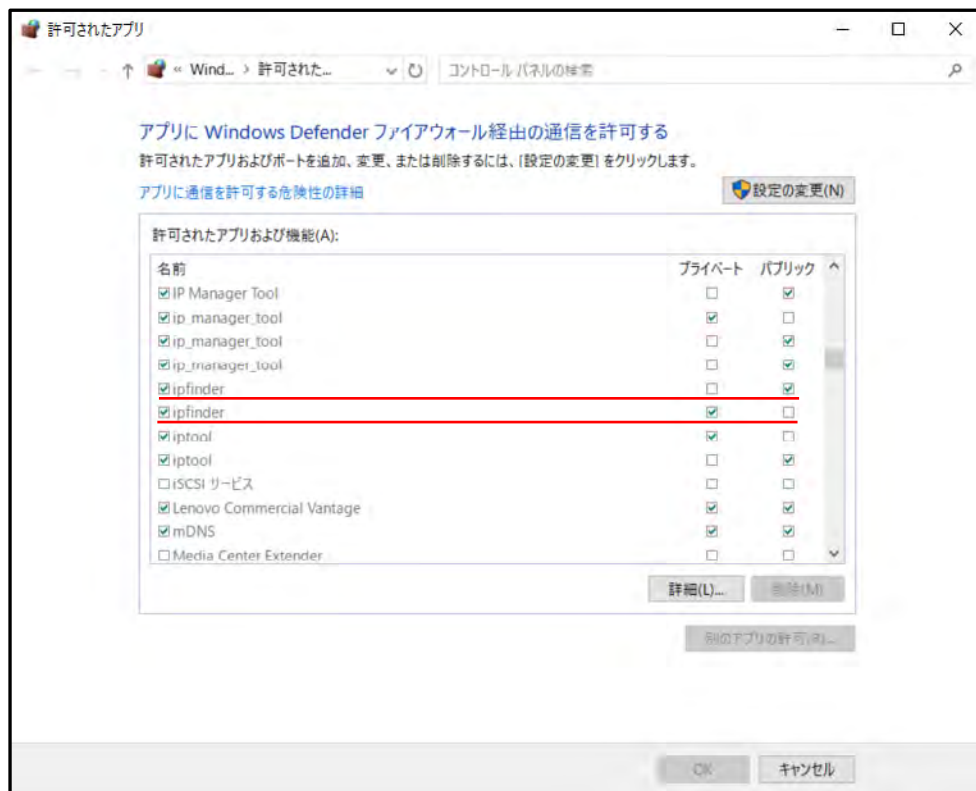 許可されたアプリ
« Wind... › 許可された...
コントロール パネルの検索
アプリに Windows Defender ファイアウォール経由の通信を許可する
許可されたアプリおよびポートを追加、変更、または削除するには、[設定の変更] をクリックします。
アプリに通信を許可する危険性の詳細
設定の変更(N)
許可されたアプリおよび機能(A):
名前 プライベート パブリック
IP Manager Tool
ip_manager_tool
ip_manager_tool
ip_manager_tool
ipfinder
ipfinder
iptool
iptool
iSCSI サービス
Lenovo Commercial Vantage
mDNS
Media Center Extender
詳細(L)...
削除(M)
別のアプリの許可(R)...
OK キャンセル